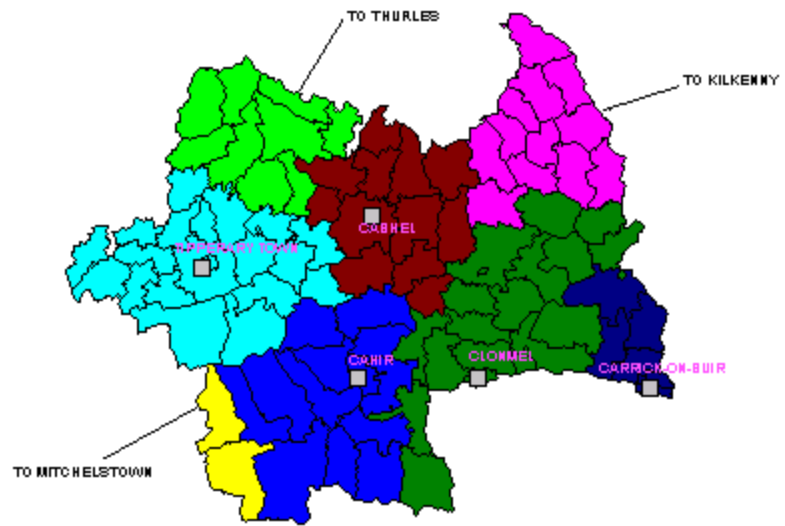 TO THURLES
TO KILKENNY
CASHEL
TIPPERARY TOWN
CAHIR
CLONMEL
CARRICK-ON-SUIR
TO MITCHELSTOWN